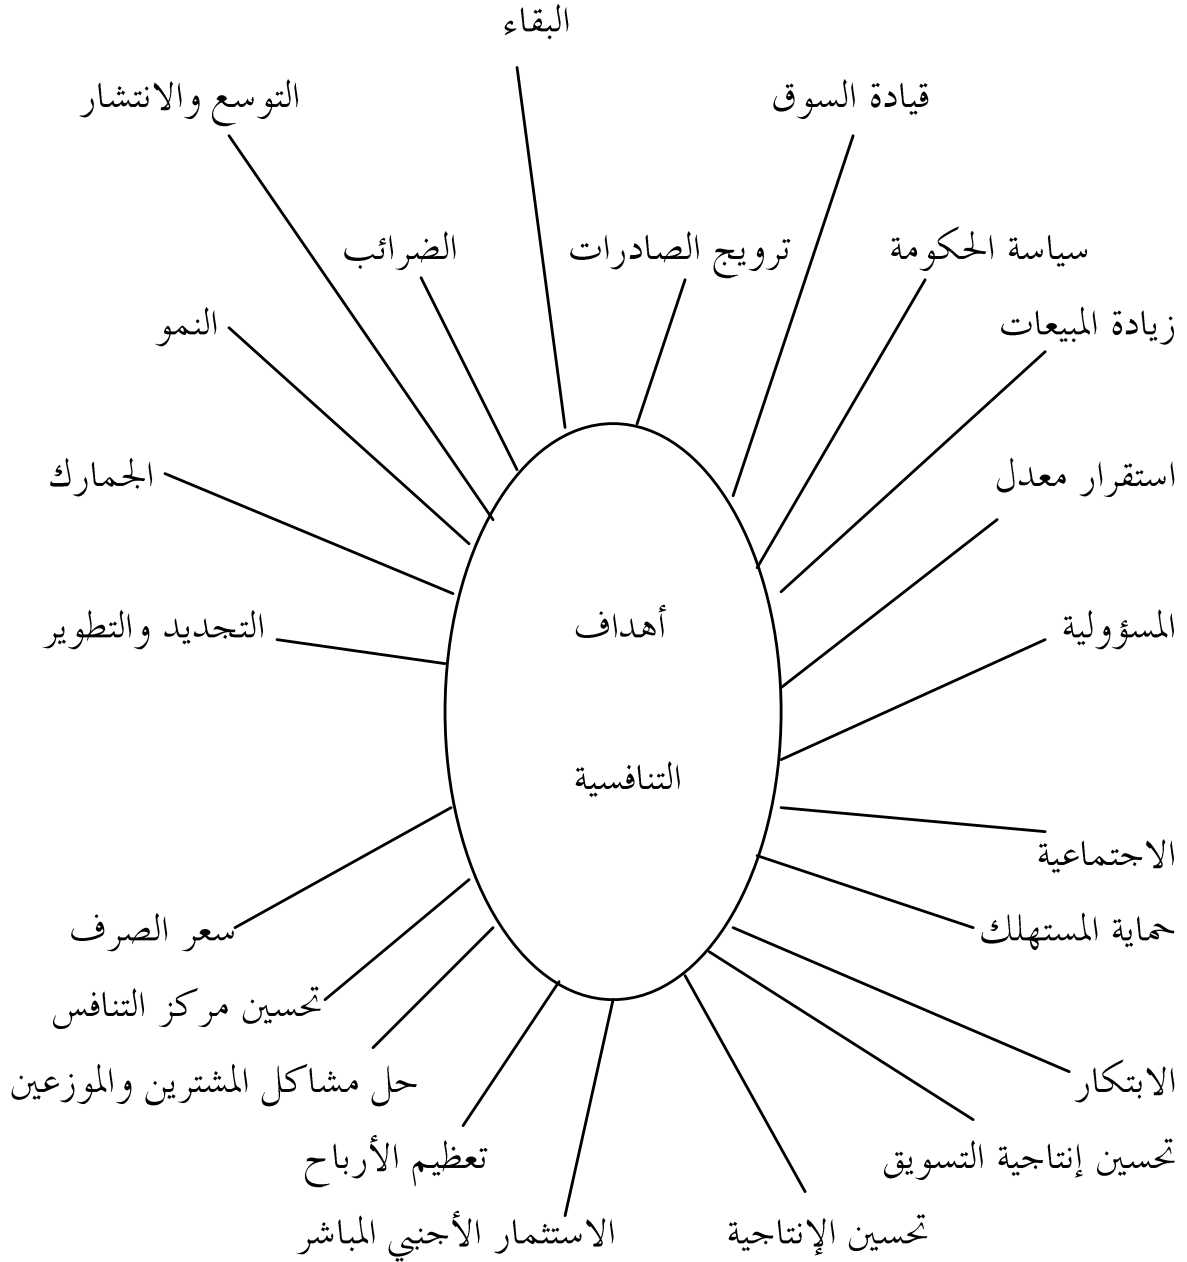 البقاء
قيادة السوق
التوسع والانتشار
سياسة الحكومة
ترويج الصادرات
الضرائب
زيادة المبيعات
النمو
استقرار معدل
الجمارك
المسؤولية
أهداف
التجديد والتطوير
التنافسية
الاجتماعية
حماية المستهلك
سعر الصرف
تحسين مركز التنافس
الابتكار
حل مشاكل المشترين والموزعين
تحسين إنتاجية التسويق
تعظيم الأرباح
تحسين الإنتاجية
الاستثمار الأجنبي المباشر